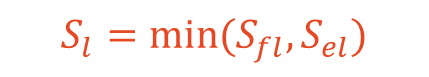 S_l = min(S_fl, S_el)